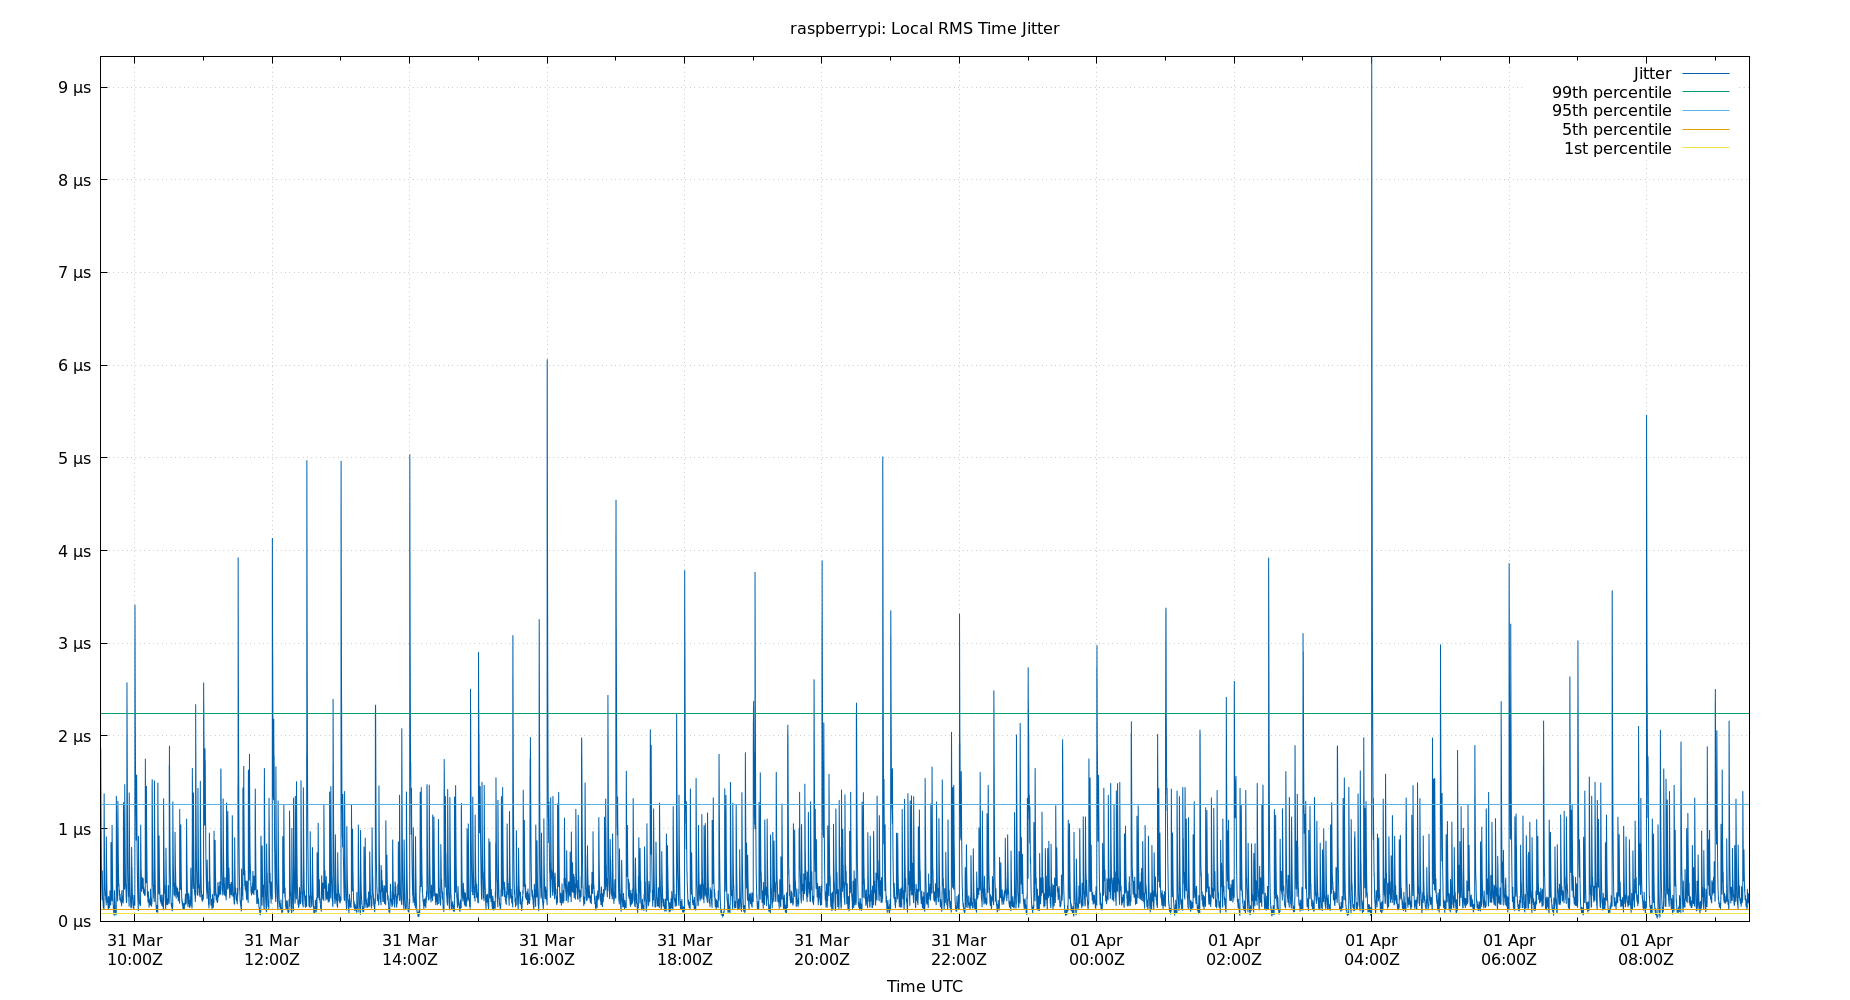 raspberrypi: Local RMS Time Jitter
Jitter
99th percentile
95th percentile
5th percentile
1st percentile
9 µs
8 µs
7 µs
6 µs
5 µs
4 µs
3 µs
2 µs
1 µs
0 µs
31 Mar 31 Mar 31 Mar 31 Mar 31 Mar 31 Mar 31 Mar 01 Apr 01 Apr 01 Apr 01 Apr 01 Apr
10:00Z 12:00Z 14:00Z 16:00Z 18:00Z 20:00Z 22:00Z 00:00Z 02:00Z 04:00Z 06:00Z 08:00Z
Time UTC